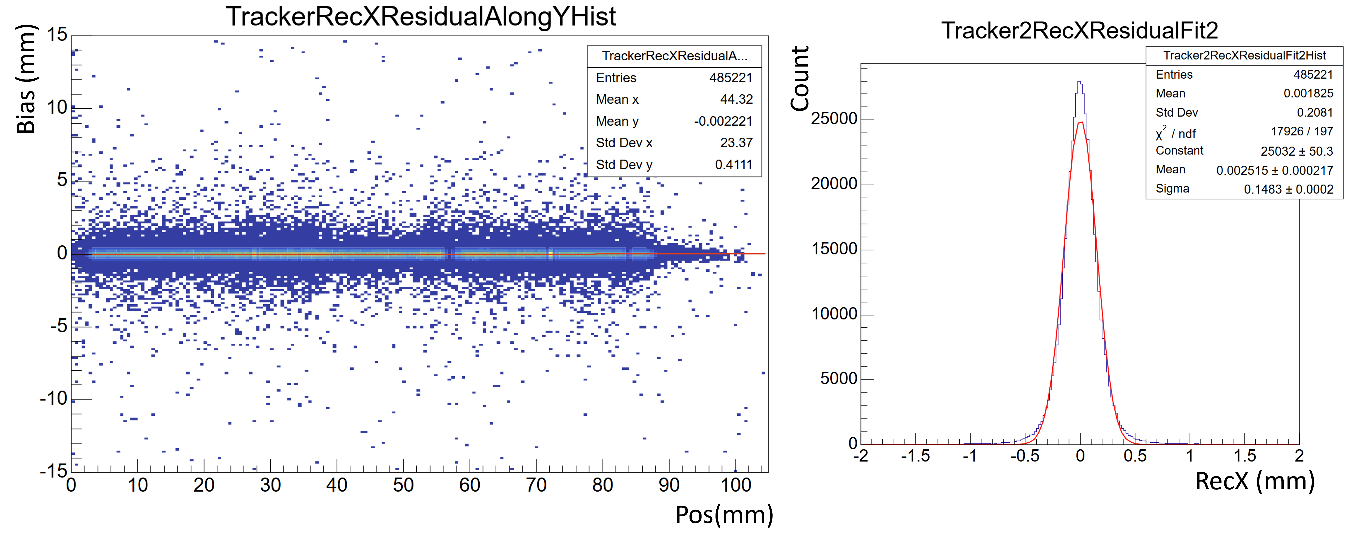 TrackerRecXResidualAlongYHist
Bias (mm)
15
10
5
0
-5
-10
-15
0 10 20 30 40 50 60 70 80 90 100
Pos(mm)
TrackerRecXResidualA...
Entries 485221
Mean x 44.32
Mean y -0.002221
Std Dev x 23.37
Std Dev y 0.4111
Tracker2RecXResidualFit2
Count
25000
20000
15000
10000
5000
0
-2 -1.5 -1 -0.5 0 0.5 1 1.5 2
RecX (mm)
Tracker2RecXResidualFit2Hist
Entries 485221
Mean 0.001825
Std Dev 0.2081
χ² / ndf 17926 / 197
Constant 25032 ± 50.3
Mean 0.002515 ± 0.000217
Sigma 0.1483 ± 0.0002